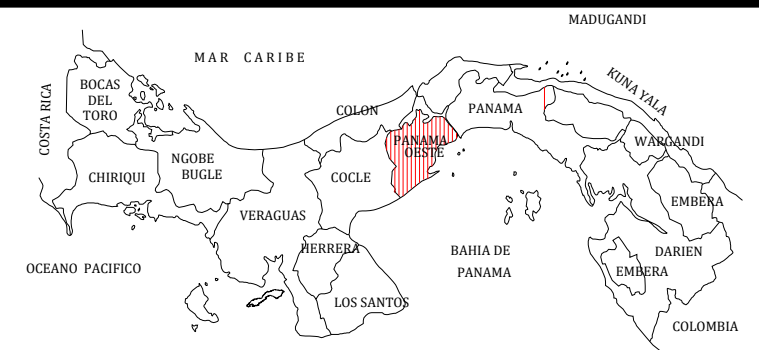 MADUGANDI
MAR CARIBE
KUNA YALA
COSTA RICA
BOCAS
DEL
TORO
COLON
PANAMA
PANAMA
OESTE
WARGANDI
NGOBE
BUGLE
CHIRIQUI
COCLE
EMBERA
VERAGUAS
HERRERA
BAHIA DE
PANAMA
DARIEN
OCEANO PACIFICO
EMBERA
LOS SANTOS
COLOMBIA